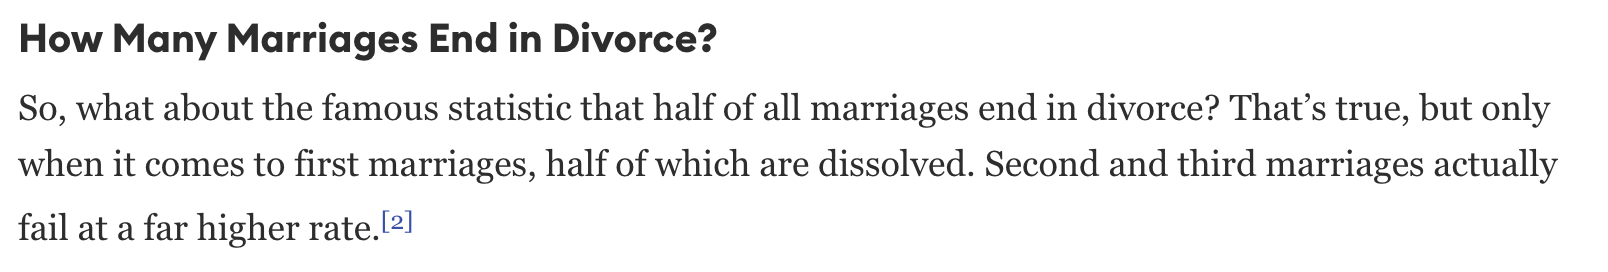 How Many Marriages End in Divorce?
So, what about the famous statistic that half of all marriages end in divorce? That’s true, but only
when it comes to first marriages, half of which are dissolved. Second and third marriages actually
fail at a far higher rate.[2]